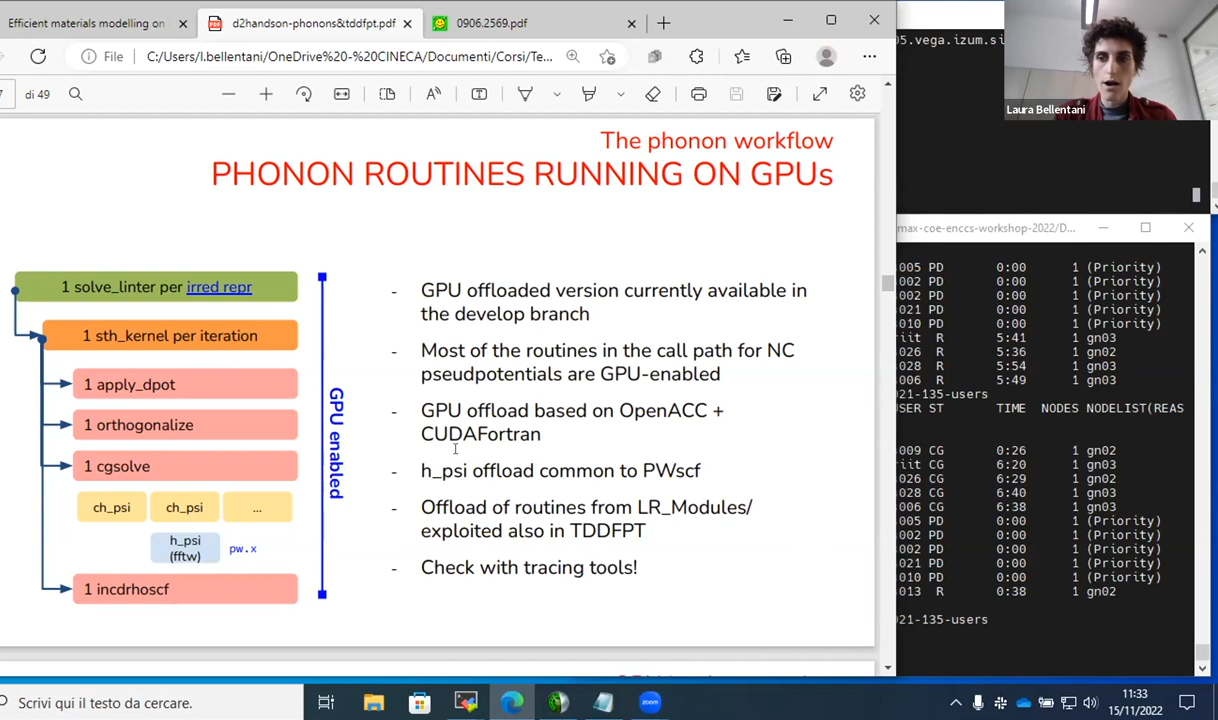 Efficient materials modelling on
d2handson-phonons&tddfpt.pdf
0906.2569.pdf
File
C:/Users/l.bellentani/OneDrive%20-%20CINECA/Documenti/Corsi/Te...
7
di 49
The phonon workflow
PHONON ROUTINES RUNNING ON GPUs
1 solve_linter per irred repr
1 sth_kernel per iteration
1 apply_dpot
1 orthogonalize
1 cgsolve
ch_psi
ch_psi
...
h_psi
(fftw)
pw.x
1 incdrhoscf
GPU enabled
- GPU offloaded version currently available in
the develop branch
- Most of the routines in the call path for NC
pseudpotentials are GPU-enabled
- GPU offload based on OpenACC +
CUDAFortran
- h_psi offload common to PWscf
- Offload of routines from LR_Modules/
exploited also in TDDFPT
- Check with tracing tools!
05.vega.izum.si
Laura Bellentani
max-coe-enccs-workshop-2022/D...
005 PD 0:00 1 (Priority)
002 PD 0:00 1 (Priority)
002 PD 0:00 1 (Priority)
021 PD 0:00 1 (Priority)
010 PD 0:00 1 (Priority)
riit R 5:41 1 gn03
026 R 5:36 1 gn02
028 R 5:54 1 gn03
006 R 5:49 1 gn03
021-135-users
USER ST TIME NODES NODELIST(REAS
009 CG 0:26 1 gn02
riit CG 6:20 1 gn03
026 CG 6:29 1 gn02
028 CG 6:40 1 gn03
006 CG 6:38 1 gn03
005 PD 0:00 1 (Priority)
002 PD 0:00 1 (Priority)
002 PD 0:00 1 (Priority)
021 PD 0:00 1 (Priority)
010 PD 0:00 1 (Priority)
013 R 0:38 1 gn02
021-135-users
Scrivi qui il testo da cercare.
zoom
11:33
15/11/2022